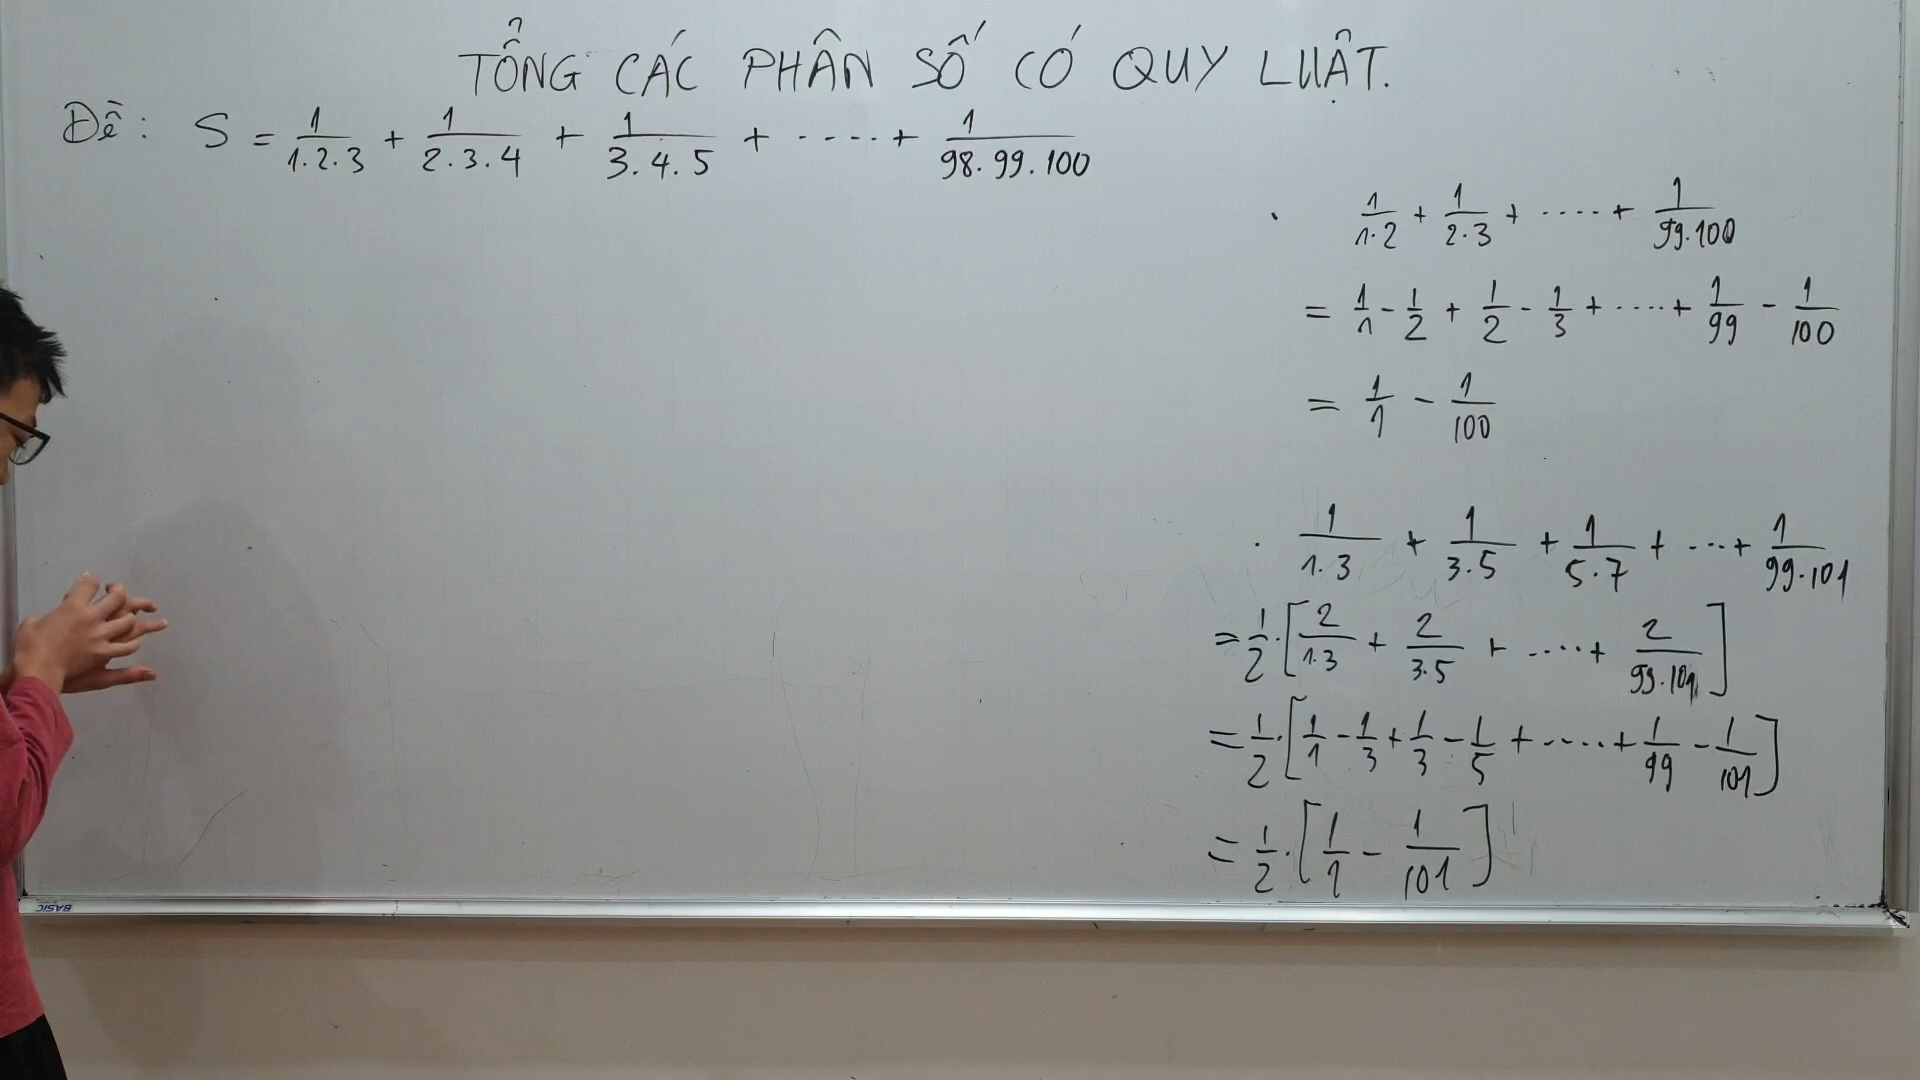 TỔNG CÁC PHÂN SỐ CÓ QUY LUẬT.
Đề: S = 1/1.2.3 + 1/2.3.4 + 1/3.4.5 + ----+ 1/98.99.100
. 1/1.2 + 1/2.3 + ....+ 1/99.100
= 1/1 - 1/2 + 1/2 - 1/3 + ....+ 1/99 - 1/100
= 1/1 - 1/100
. 1/1.3 + 1/3.5 + 1/5.7 + ...+ 1/99.101
= 1/2.[2/1.3 + 2/3.5 + ....+ 2/99.101]
= 1/2.[1/1 - 1/3 + 1/3 - 1/5 + ....+ 1/99 - 1/101]
= 1/2.[1/1 - 1/101]
BASIC